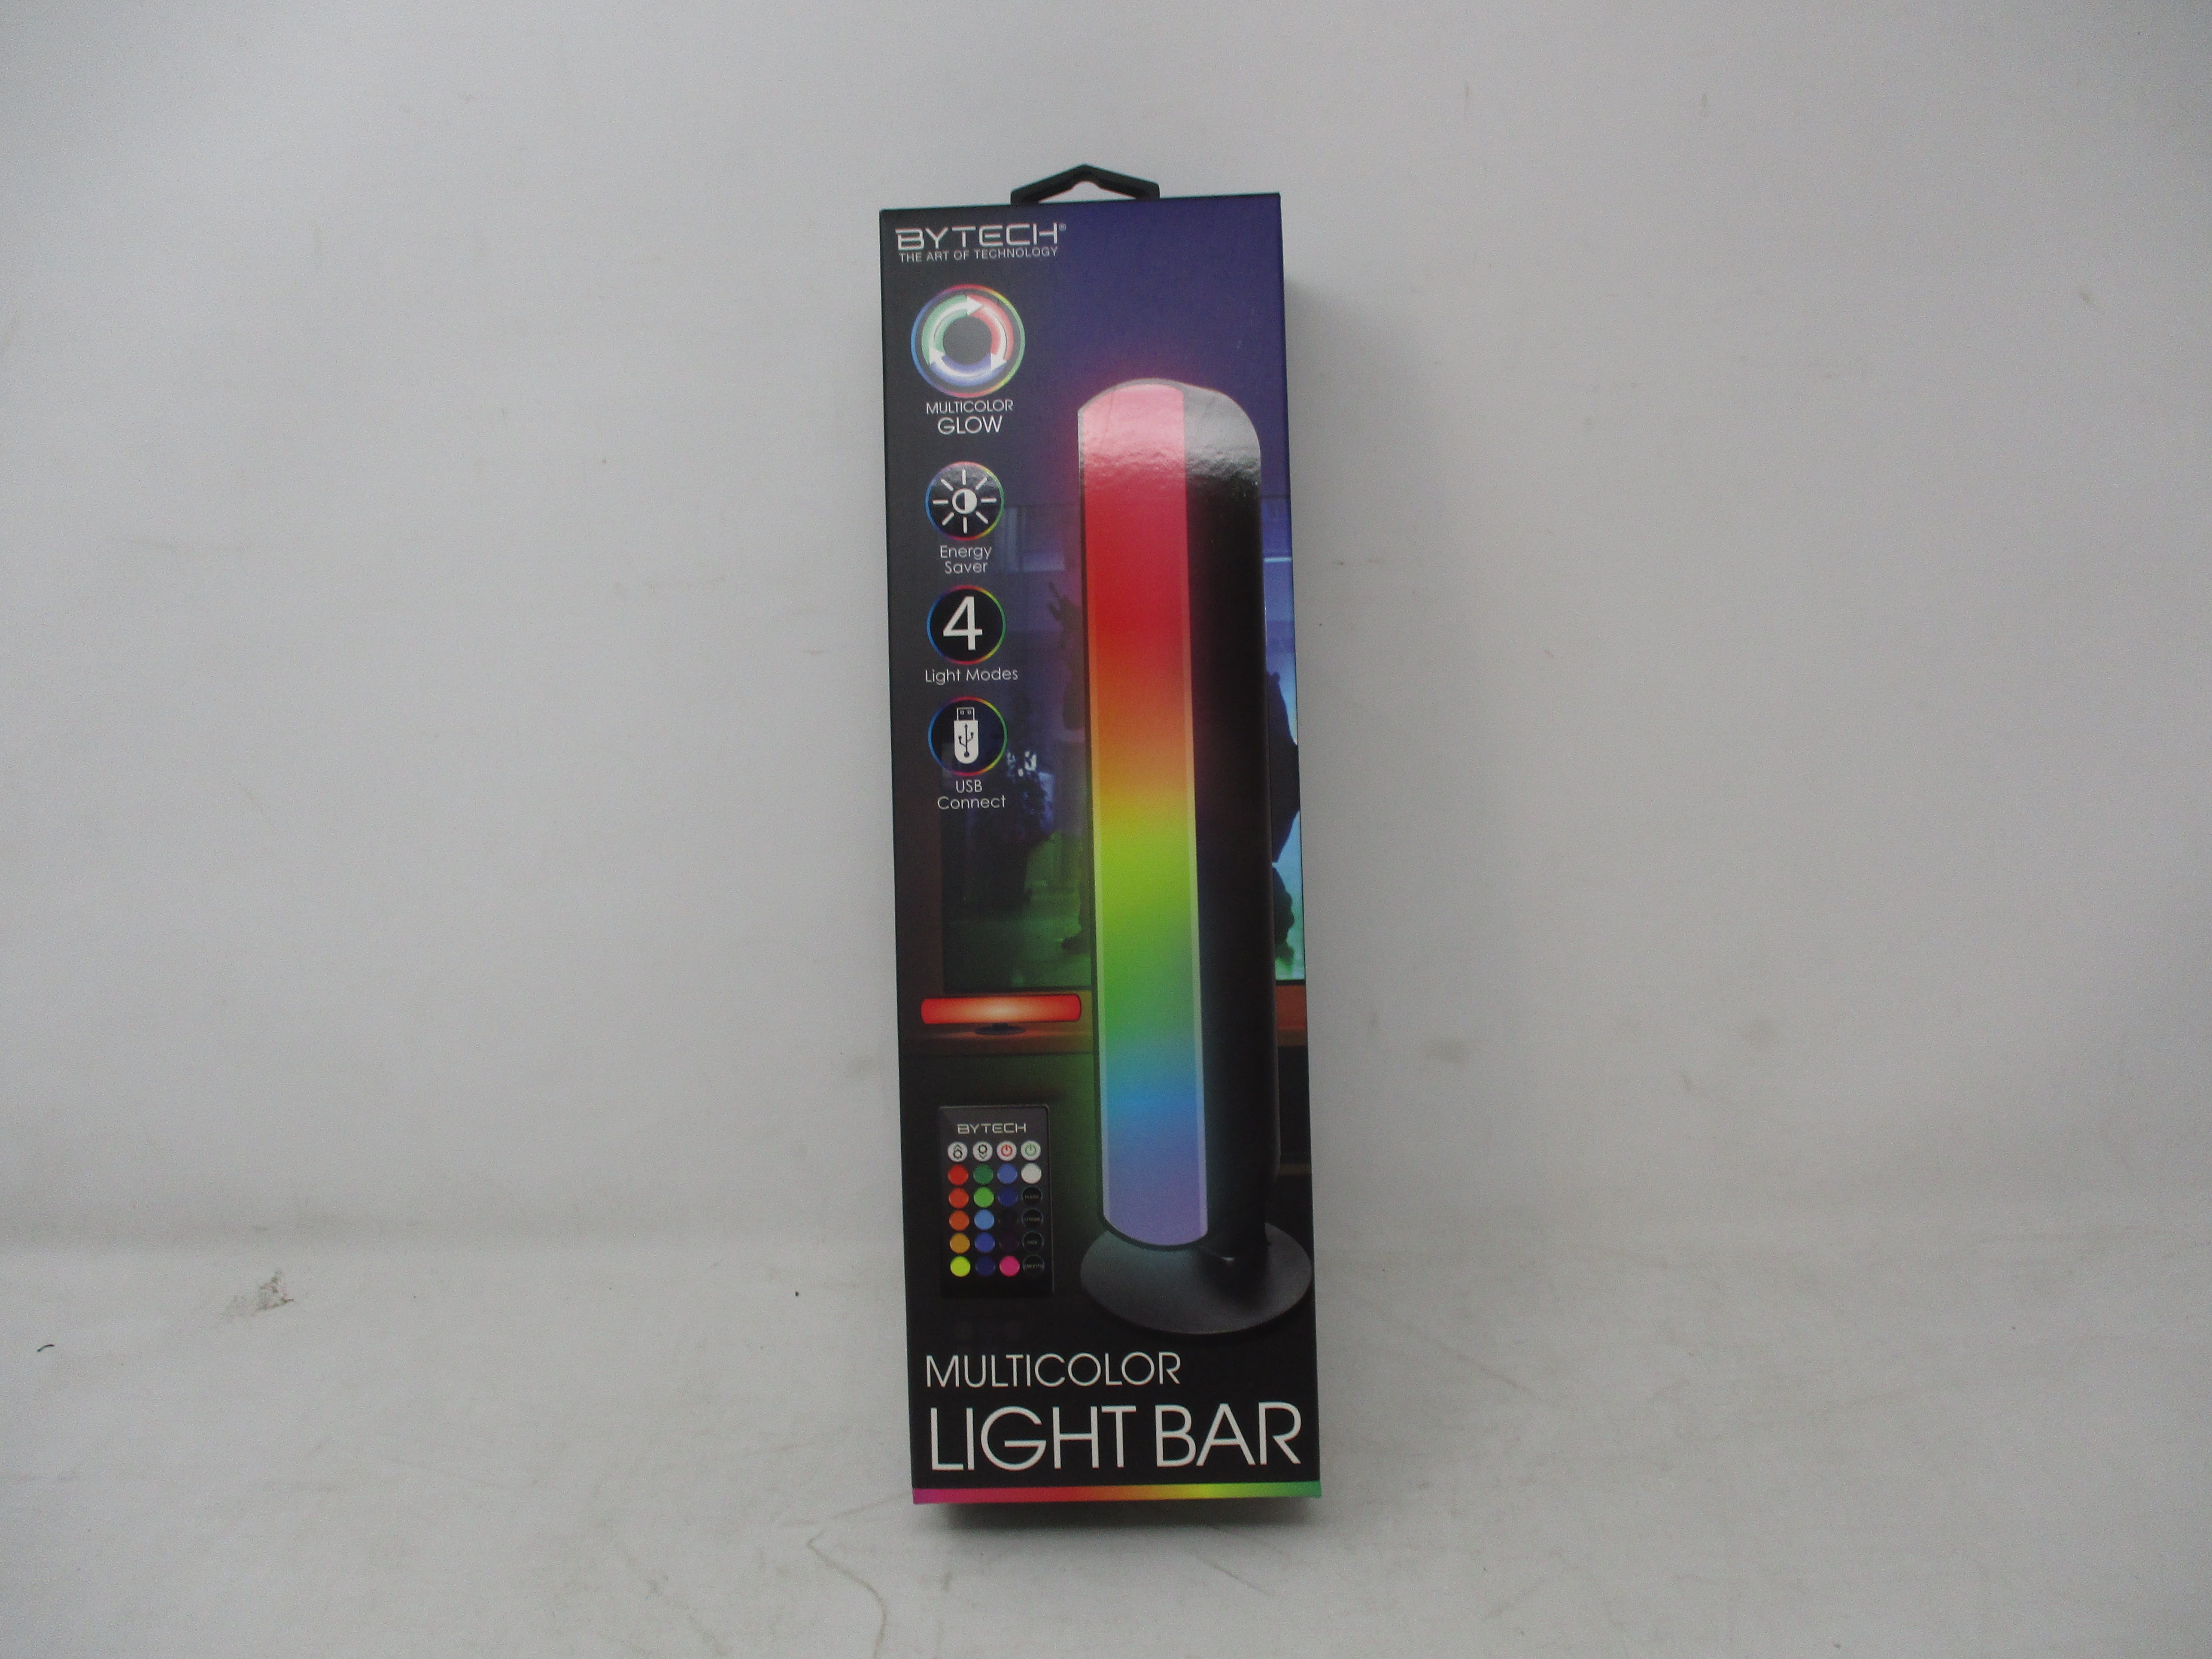 BYTECH®
THE ART OF TECHNOLOGY
MULTICOLOR
GLOW
Energy
Saver
4
Light Modes
USB
Connect
BYTECH
MULTICOLOR
LIGHT BAR